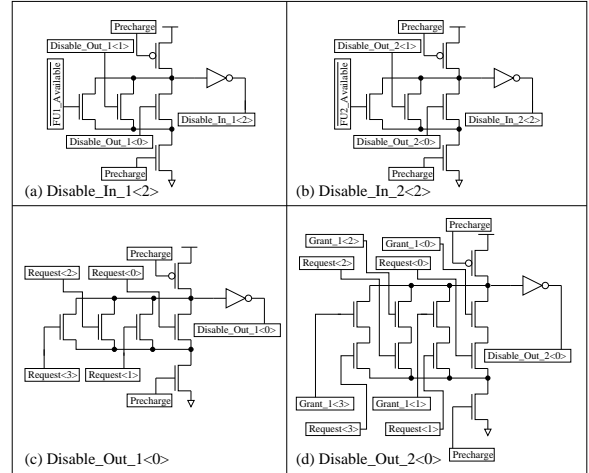 Precharge
Disable_Out_1<1>
FU1_Available
Disable_In_1<2>
Disable_Out_1<0>
Precharge
(a) Disable_In_1<2>
Precharge
Disable_Out_2<1>
FU2_Available
Disable_In_2<2>
Disable_Out_2<0>
Precharge
(b) Disable_In_2<2>
Precharge
Request<2>
Request<0>
Disable_Out_1<0>
Request<3>
Request<1>
Precharge
(c) Disable_Out_1<0>
Precharge
Grant_1<2>
Grant_1<0>
Request<2>
Request<0>
Disable_Out_2<0>
Grant_1<3>
Grant_1<1>
Request<3>
Request<1>
Precharge
(d) Disable_Out_2<0>